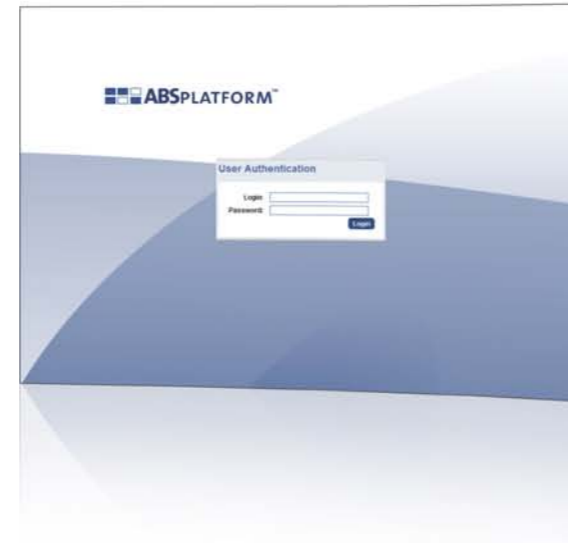 ABSPLATFORM™
User Authentication
Login:
Password:
Login